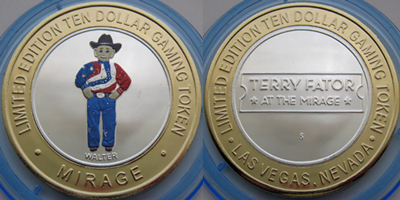 LIMITED EDITION TEN DOLLAR GAMING TOKEN
WALTER
• MIRAGE •
LIMITED EDITION TEN DOLLAR GAMING TOKEN
TERRY FATOR
★ AT THE MIRAGE ★
S
• LAS VEGAS, NEVADA •